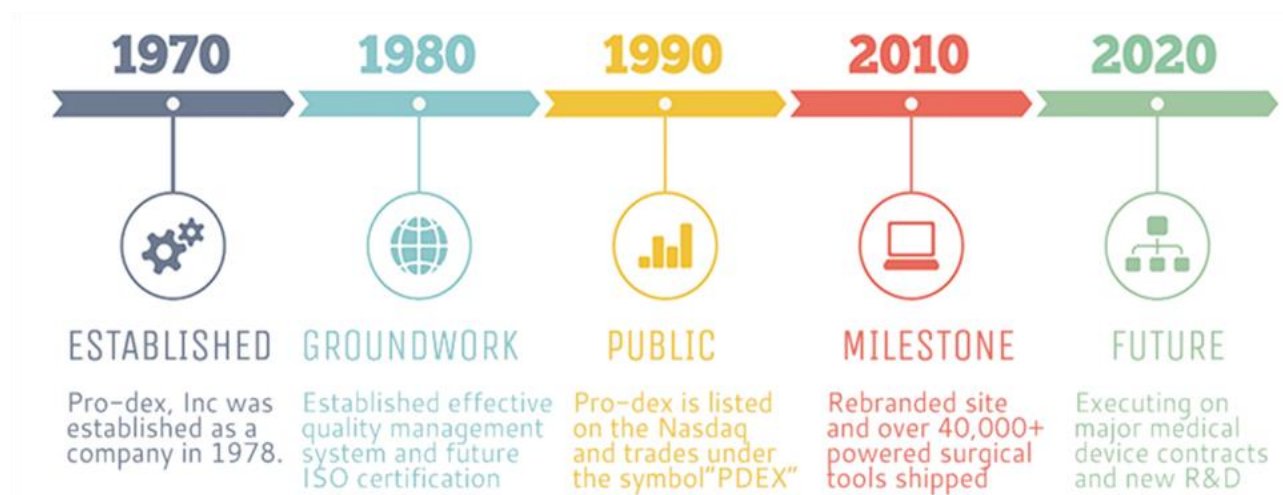 1970
1980
1990
2010
2020
ESTABLISHED
Pro-dex, Inc was
established as a
company in 1978.
GROUNDWORK
Established effective
quality management
system and future
ISO certification
PUBLIC
Pro-dex is listed
on the Nasdaq
and trades under
the symbol"PDEX"
MILESTONE
Rebranded site
and over 40,000+
powered surgical
tools shipped
FUTURE
Executing on
major medical
device contracts
and new R&D